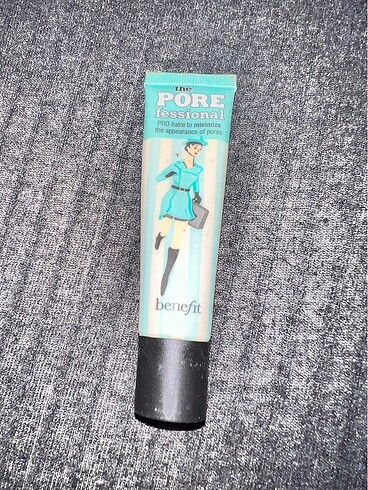 the
PORE
fessional
PRO balm to minimize
the appearance of pores
benefit